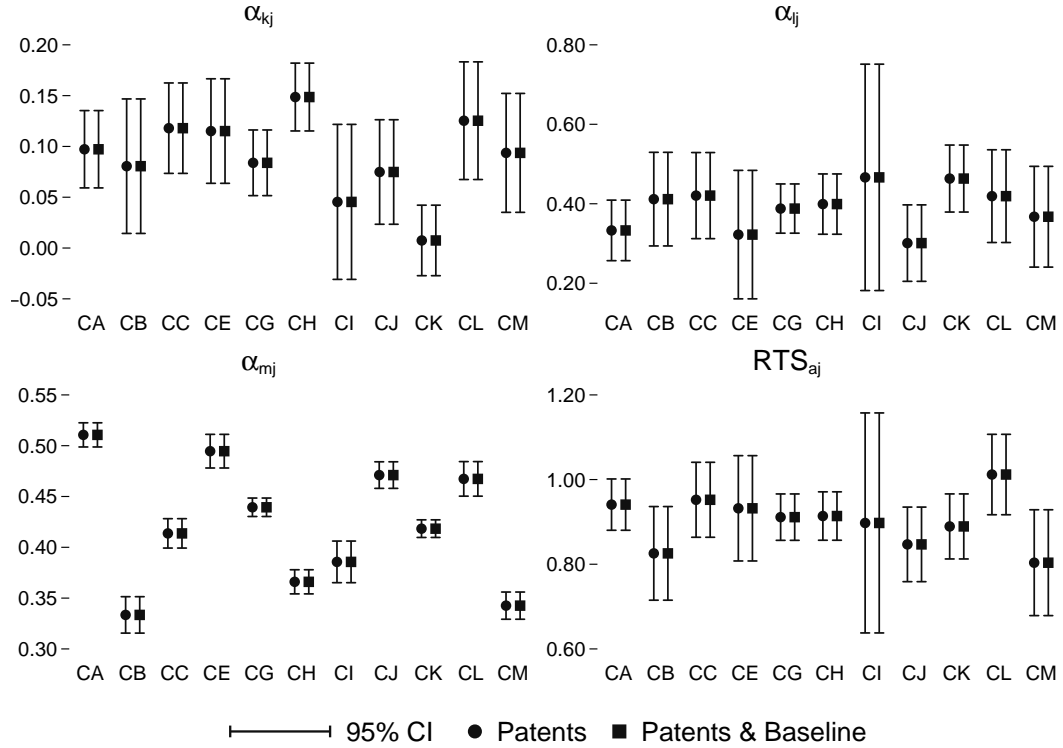 α_kj
0.20
0.15
0.10
0.05
0.00
−0.05
CA CB CC CE CG CH CI CJ CK CL CM
α_lj
0.80
0.60
0.40
0.20
CA CB CC CE CG CH CI CJ CK CL CM
α_mj
0.55
0.50
0.45
0.40
0.35
0.30
CA CB CC CE CG CH CI CJ CK CL CM
RTS_aj
1.20
1.00
0.80
0.60
CA CB CC CE CG CH CI CJ CK CL CM
95% CI Patents Patents & Baseline